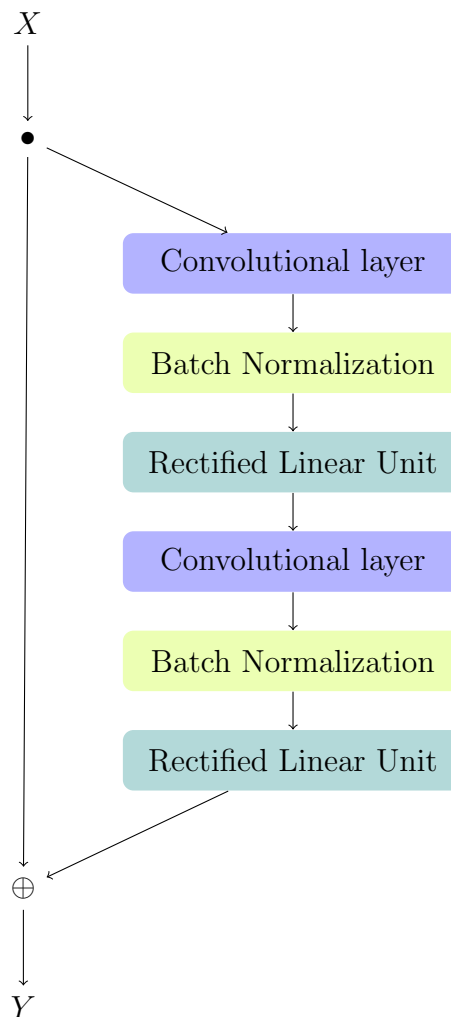 X
Convolutional layer
Batch Normalization
Rectified Linear Unit
Convolutional layer
Batch Normalization
Rectified Linear Unit
⊕
Y